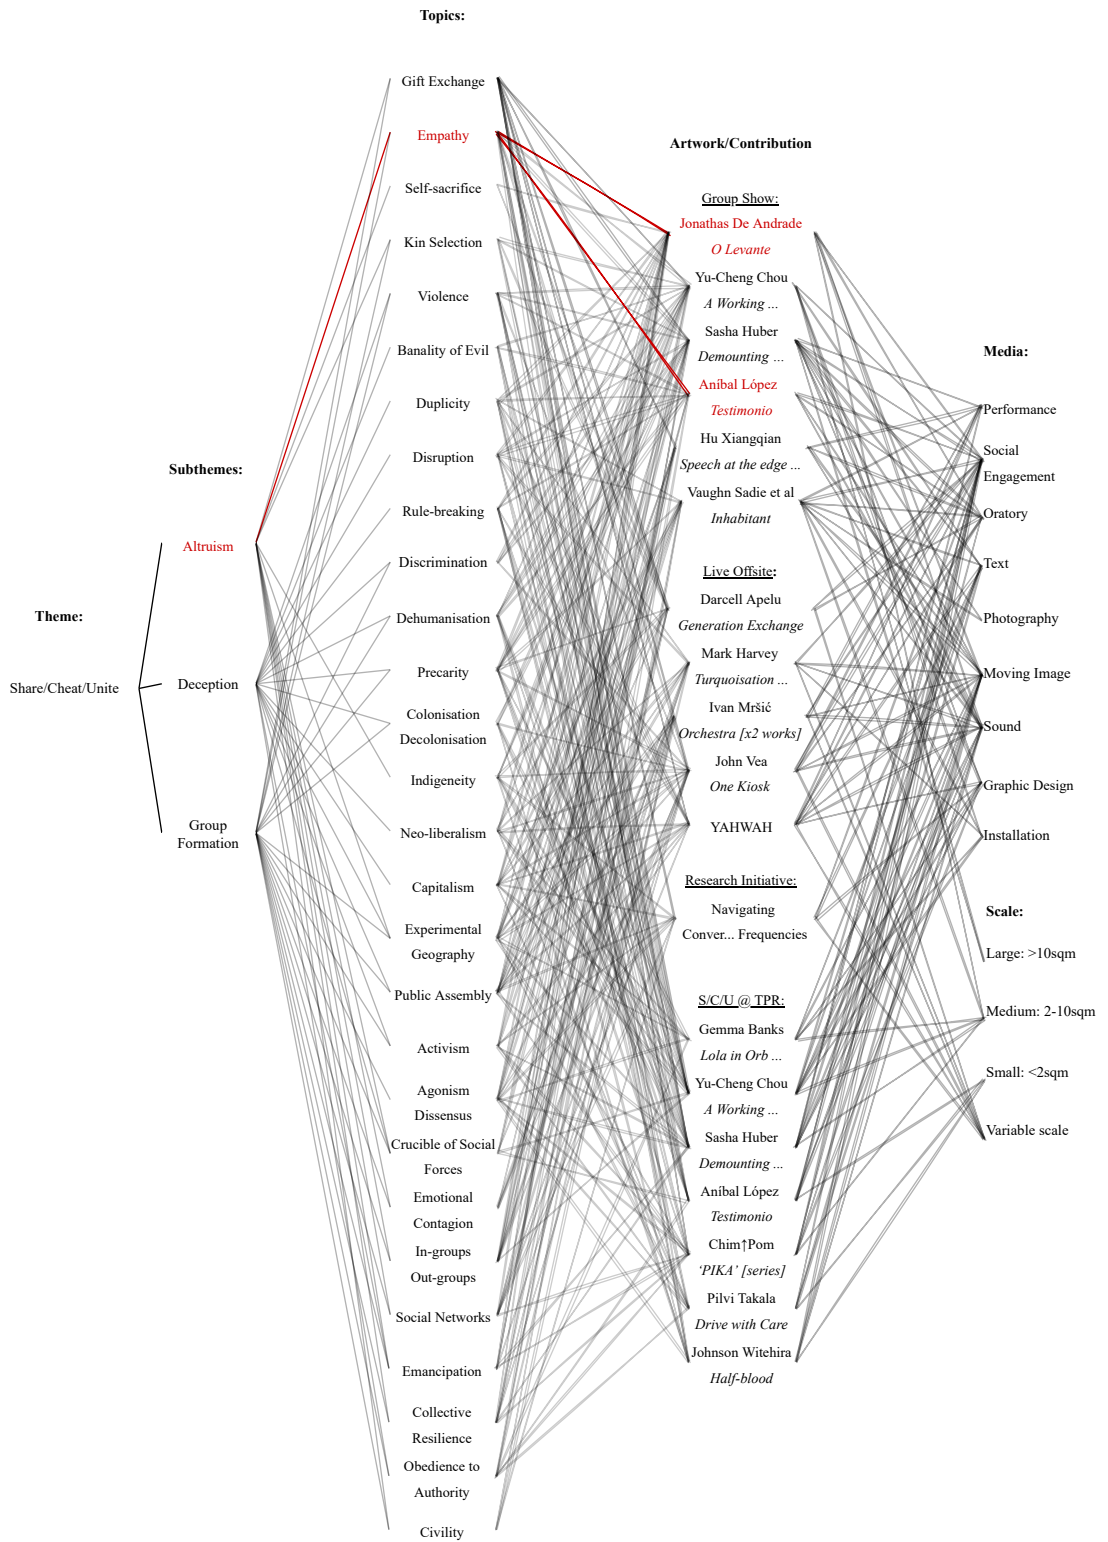 Topics:
Gift Exchange
Empathy
Self-sacrifice
Kin Selection
Violence
Banality of Evil
Duplicity
Disruption
Rule-breaking
Discrimination
Dehumanisation
Precarity
Colonisation
Decolonisation
Indigeneity
Neo-liberalism
Capitalism
Experimental
Geography
Public Assembly
Activism
Agonism
Dissensus
Crucible of Social
Forces
Emotional
Contagion
In-groups
Out-groups
Social Networks
Emancipation
Collective
Resilience
Obedience to
Authority
Civility
Subthemes:
Altruism
Deception
Group
Formation
Theme:
Share/Cheat/Unite
Artwork/Contribution
Group Show:
Jonathas De Andrade
O Levante
Yu-Cheng Chou
A Working ...
Sasha Huber
Demounting ...
Aníbal López
Testimonio
Hu Xiangqian
Speech at the edge ...
Vaughn Sadie et al
Inhabitant
Live Offsite:
Darcell Apelu
Generation Exchange
Mark Harvey
Turquoisation ...
Ivan Mršić
Orchestra [x2 works]
John Vea
One Kiosk
YAHWAH
Research Initiative:
Navigating
Conver... Frequencies
S/C/U @ TPR:
Gemma Banks
Lola in Orb ...
Yu-Cheng Chou
A Working ...
Sasha Huber
Demounting ...
Aníbal López
Testimonio
Chim↑Pom
‘PIKA’ [series]
Pilvi Takala
Drive with Care
Johnson Witehira
Half-blood
Media:
Performance
Social
Engagement
Oratory
Text
Photography
Moving Image
Sound
Graphic Design
Installation
Scale:
Large: >10sqm
Medium: 2-10sqm
Small: <2sqm
Variable scale